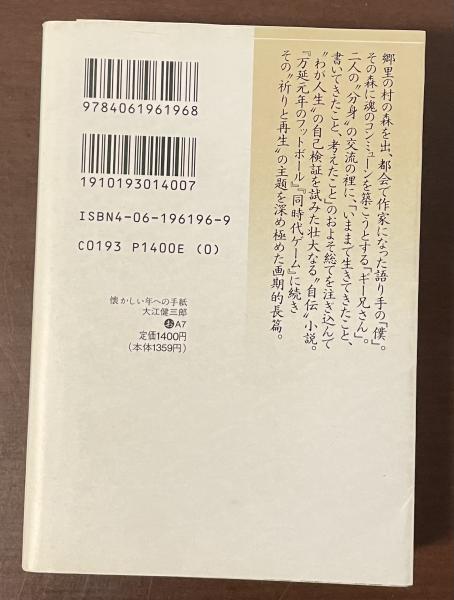 郷里の村の森を出、都会で作家になった語り手の「僕」。
その森に魂のコンミューンを築こうとする「ギー兄さん」。
二人の“分身”の交流の裡に、「いままで生きてきたこと、
書いてきたこと、考えたこと」のおよそ総てを注ぎ込んで
“わが人生”の自己検証を試みた壮大なる“自伝”小説。
『万延元年のフットボール』『同時代ゲーム』に続き
その“祈りと再生”の主題を深め極めた画期的長篇。
9784061961968
1910193014007
ISBN4-06-196196-9
C0193 P1400E (0)
懐かしい年への手紙
大江健三郎
おA7
定価1400円
(本体1359円)